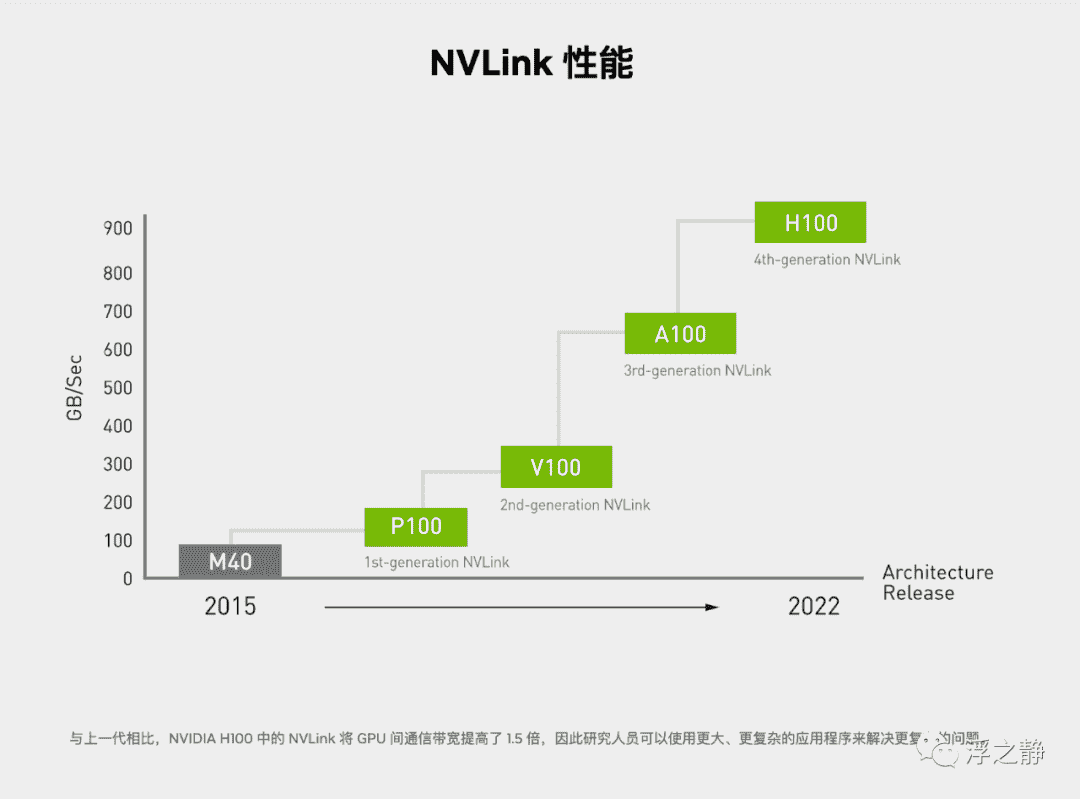 NVLink 性能
900
800
700
600
500
400
300
200
100
0
GB/Sec
H100
4th-generation NVLink
A100
3rd-generation NVLink
V100
2nd-generation NVLink
P100
1st-generation NVLink
M40
2015
2022
Architecture
Release
与上一代相比，NVIDIA H100 中的 NVLink 将 GPU 间通信带宽提高了 1.5 倍，因此研究人员可以使用更大、更复杂的应用程序来解决更复 的问题。
浮之静